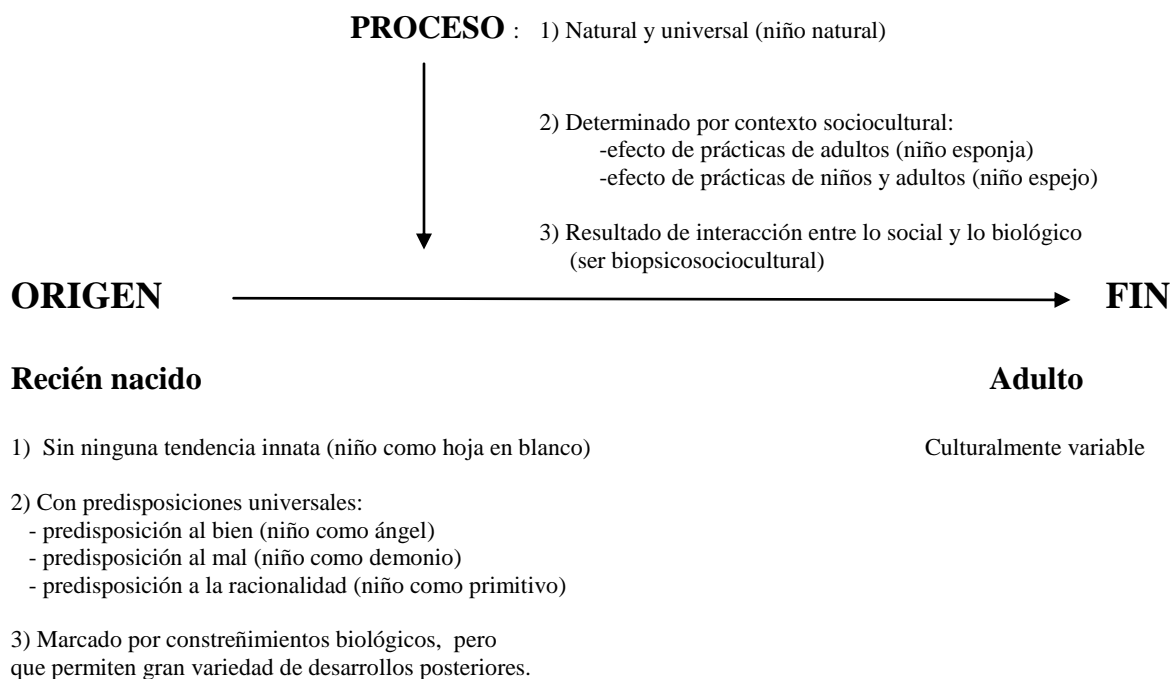 PROCESO : 1) Natural y universal (niño natural)
2) Determinado por contexto sociocultural:
-efecto de prácticas de adultos (niño esponja)
-efecto de prácticas de niños y adultos (niño espejo)
3) Resultado de interacción entre lo social y lo biológico
(ser biopsicosociocultural)
ORIGEN FIN
Recién nacido Adulto
1) Sin ninguna tendencia innata (niño como hoja en blanco) Culturalmente variable
2) Con predisposiciones universales:
- predisposición al bien (niño como ángel)
- predisposición al mal (niño como demonio)
- predisposición a la racionalidad (niño como primitivo)
3) Marcado por constreñimientos biológicos, pero
que permiten gran variedad de desarrollos posteriores.